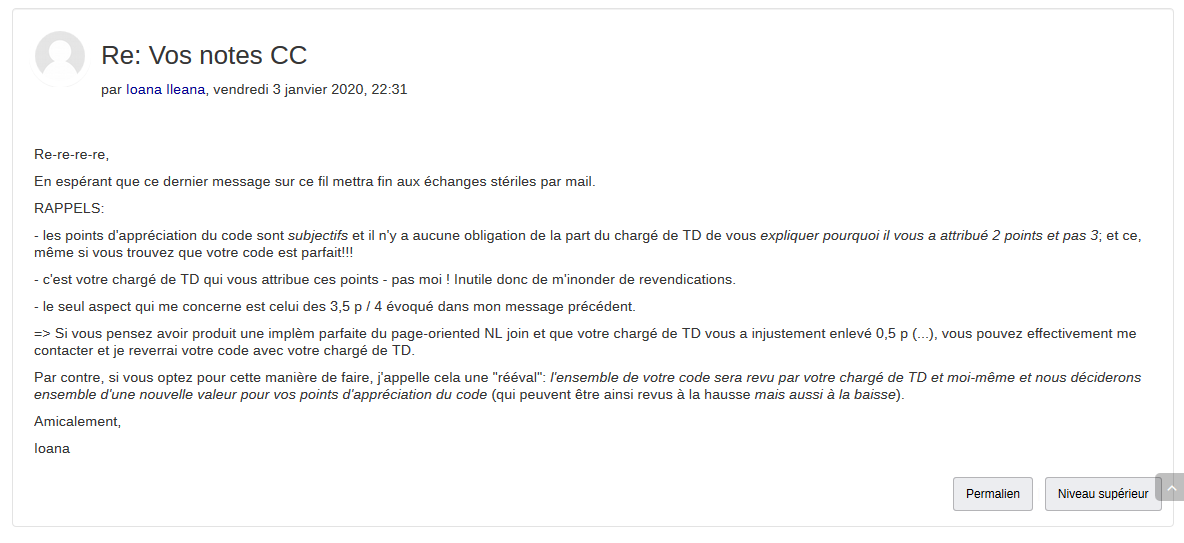 Re: Vos notes CC
par Ioana Ileana, vendredi 3 janvier 2020, 22:31
Re-re-re-re,
En espérant que ce dernier message sur ce fil mettra fin aux échanges stériles par mail.
RAPPELS:
- les points d'appréciation du code sont subjectifs et il n'y a aucune obligation de la part du chargé de TD de vous expliquer pourquoi il vous a attribué 2 points et pas 3; et ce,
même si vous trouvez que votre code est parfait!!!
- c'est votre chargé de TD qui vous attribue ces points - pas moi ! Inutile donc de m'inonder de revendications.
- le seul aspect qui me concerne est celui des 3,5 p / 4 évoqué dans mon message précédent.
=> Si vous pensez avoir produit une implèm parfaite du page-oriented NL join et que votre chargé de TD vous a injustement enlevé 0,5 p (...), vous pouvez effectivement me
contacter et je reverrai votre code avec votre chargé de TD.
Par contre, si vous optez pour cette manière de faire, j'appelle cela une "rééval": l'ensemble de votre code sera revu par votre chargé de TD et moi-même et nous déciderons
ensemble d'une nouvelle valeur pour vos points d'appréciation du code (qui peuvent être ainsi revus à la hausse mais aussi à la baisse).
Amicalement,
Ioana
Permalien
Niveau supérieur